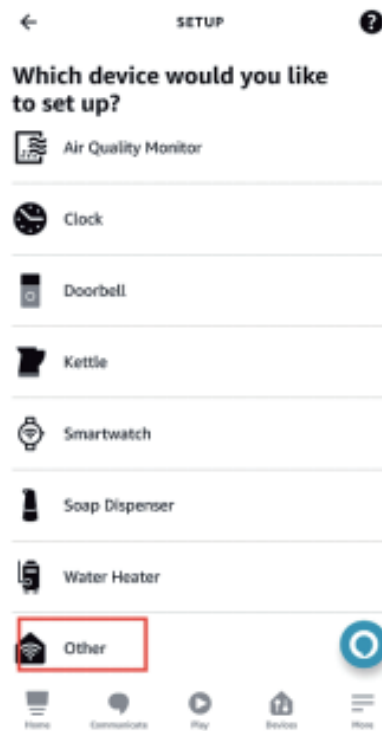 SETUP
Which device would you like
to set up?
Air Quality Monitor
Clock
Doorbell
Kettle
Smartwatch
Soap Dispenser
Water Heater
Other
Home
Communicate
Play
Devices
More